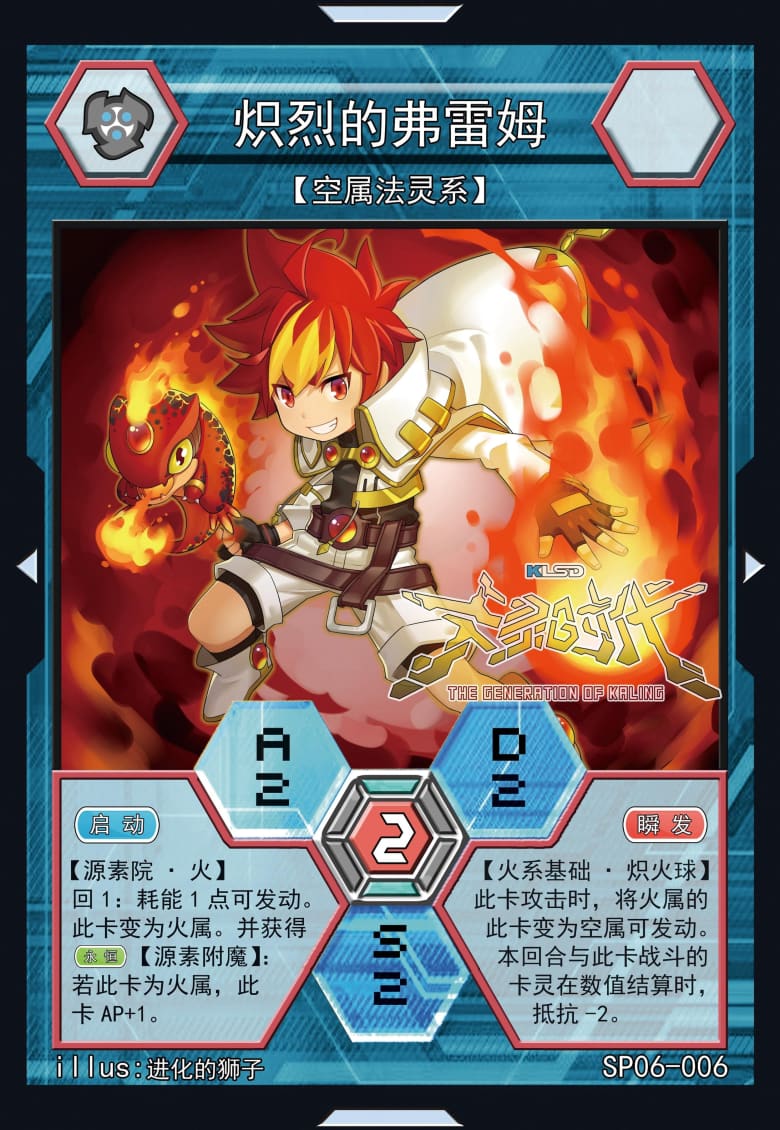 炽烈的弗雷姆
【空属法灵系】
KLSD
卡灵时代
THE GENERATION OF KALING
A
2
D
2
2
S
2
启动
【源素院·火】
回1：耗能1点可发动。
此卡变为火属。并获得
永恒【源素附魔】：
若此卡为火属，此
卡AP+1。
瞬发
【火系基础·炽火球】
此卡攻击时，将火属的
此卡变为空属可发动。
本回合与此卡战斗的
卡灵在数值结算时，
抵抗-2。
illus:进化的狮子
SP06-006